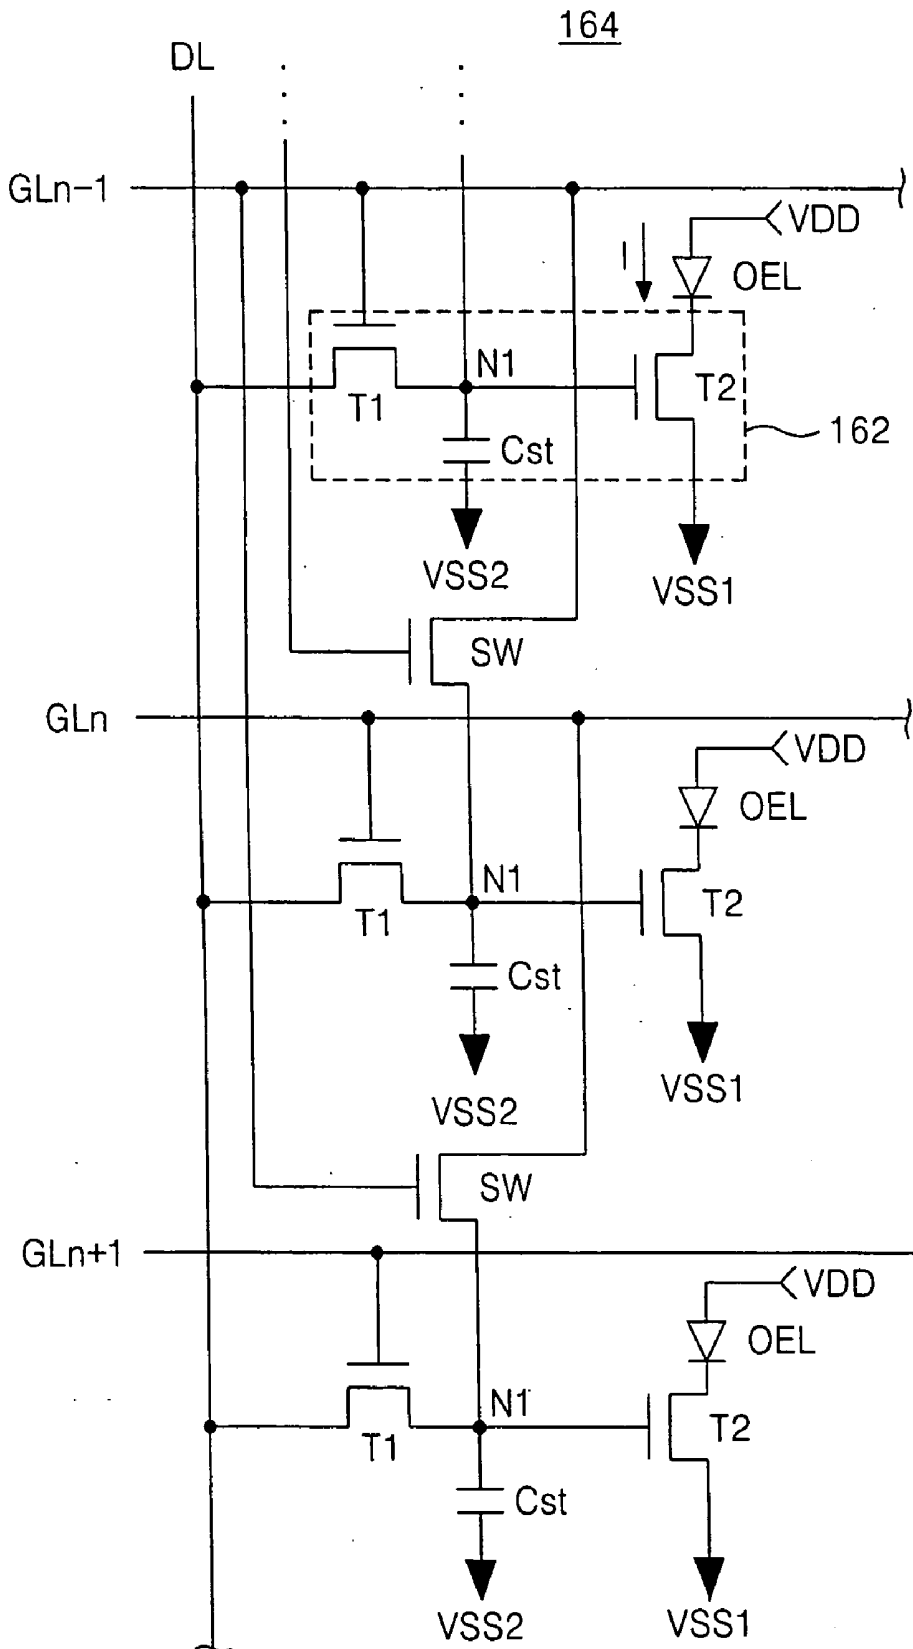 164
DL
GLn-1
VDD
I
OEL
N1
T1
T2
162
Cst
VSS2
VSS1
SW
GLn
VDD
OEL
N1
T1
T2
Cst
VSS1
VSS2
SW
GLn+1
VDD
OEL
N1
T1
T2
Cst
VSS2
VSS1